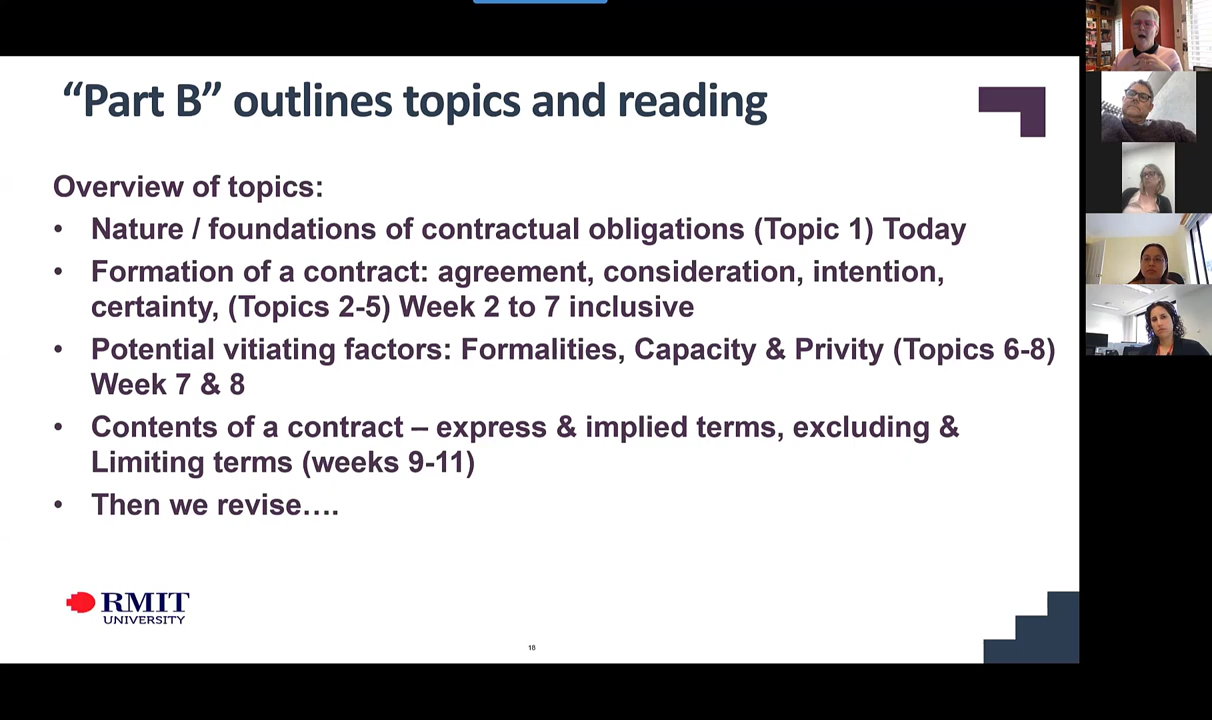 “Part B” outlines topics and reading
Overview of topics:
• Nature / foundations of contractual obligations (Topic 1) Today
• Formation of a contract: agreement, consideration, intention,
certainty, (Topics 2-5) Week 2 to 7 inclusive
• Potential vitiating factors: Formalities, Capacity & Privity (Topics 6-8)
Week 7 & 8
• Contents of a contract – express & implied terms, excluding &
Limiting terms (weeks 9-11)
• Then we revise….
RMIT
UNIVERSITY
18